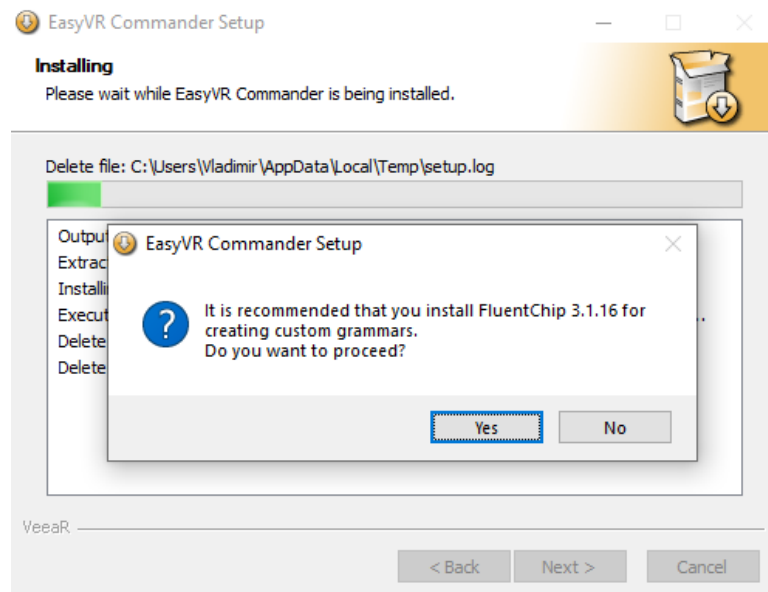 EasyVR Commander Setup
Installing
Please wait while EasyVR Commander is being installed.
Delete file: C:\Users\Vladimir\AppData\Local\Temp\setup.log
Output
Extrac
Installi
Execut
Delete
Delete
EasyVR Commander Setup
It is recommended that you install FluentChip 3.1.16 for
creating custom grammars.
Do you want to proceed?
Yes No
VeeaR
< Back Next > Cancel